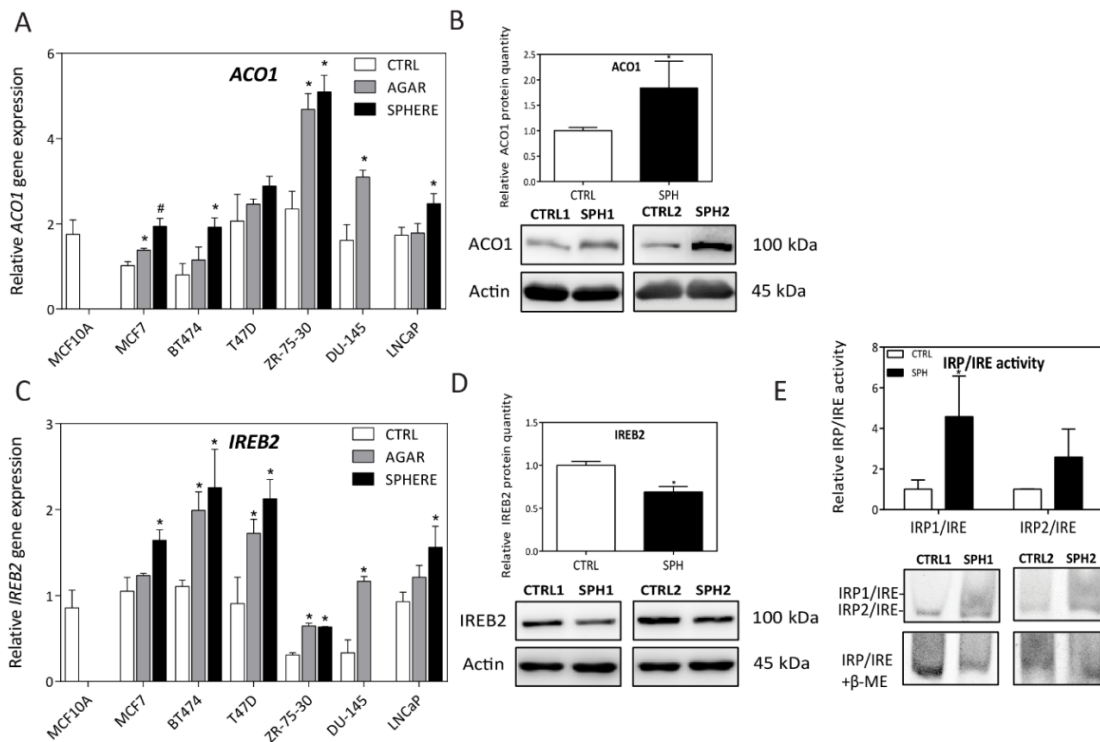 A
Relative ACO1 gene expression
6
4
2
0
ACO1
CTRL
AGAR
SPHERE
*
#
*
*
*
*
*
MCF10A
MCF7
BT474
T47D
ZR-75-30
DU-145
LNCaP
B
Relative ACO1 protein quantity
2.5
2.0
1.5
1.0
0.5
0.0
ACO1
*
CTRL
SPH
CTRL1 SPH1 CTRL2 SPH2
ACO1 100 kDa
Actin 45 kDa
C
Relative IREB2 gene expression
3
2
1
0
IREB2
CTRL
AGAR
SPHERE
*
*
*
*
*
*
*
*
*
MCF10A
MCF7
BT474
T47D
ZR-75-30
DU-145
LNCaP
D
Relative IREB2 protein quantity
1.5
1.0
0.5
0.0
IREB2
*
CTRL
SPH
CTRL1 SPH1 CTRL2 SPH2
IREB2 100 kDa
Actin 45 kDa
E
Relative IRP/IRE activity
8
6
4
2
0
CTRL
SPH
IRP/IRE activity
*
IRP1/IRE
IRP2/IRE
CTRL1 SPH1 CTRL2 SPH2
IRP1/IRE-
IRP2/IRE-
IRP/IRE
+β-ME